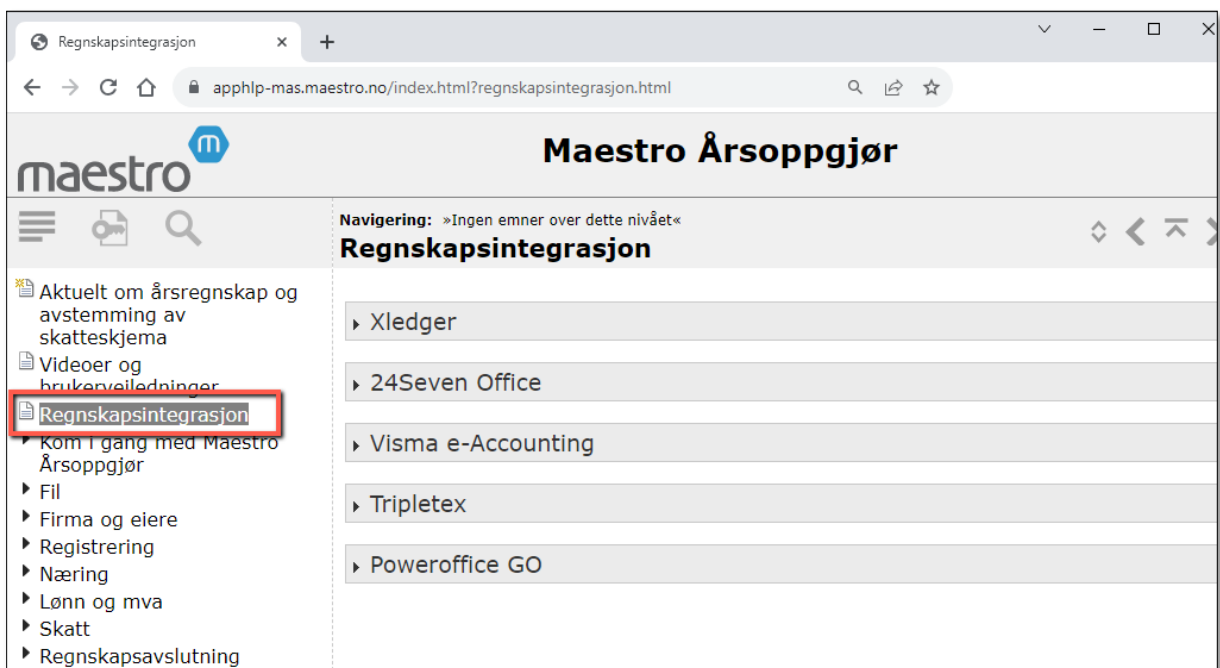 Regnskapsintegrasjon
apphlp-mas.maestro.no/index.html?regnskapsintegrasjon.html
maestro m
Maestro Årsoppgjør
Navigering: »Ingen emner over dette nivået«
Regnskapsintegrasjon
Aktuelt om årsregnskap og
avstemming av
skatteskjema
Videoer og
brukerveiledninger
Regnskapsintegrasjon
Kom i gang med Maestro
Årsoppgjør
Fil
Firma og eiere
Registrering
Næring
Lønn og mva
Skatt
Regnskapsavslutning
Xledger
24Seven Office
Visma e-Accounting
Tripletex
Poweroffice GO